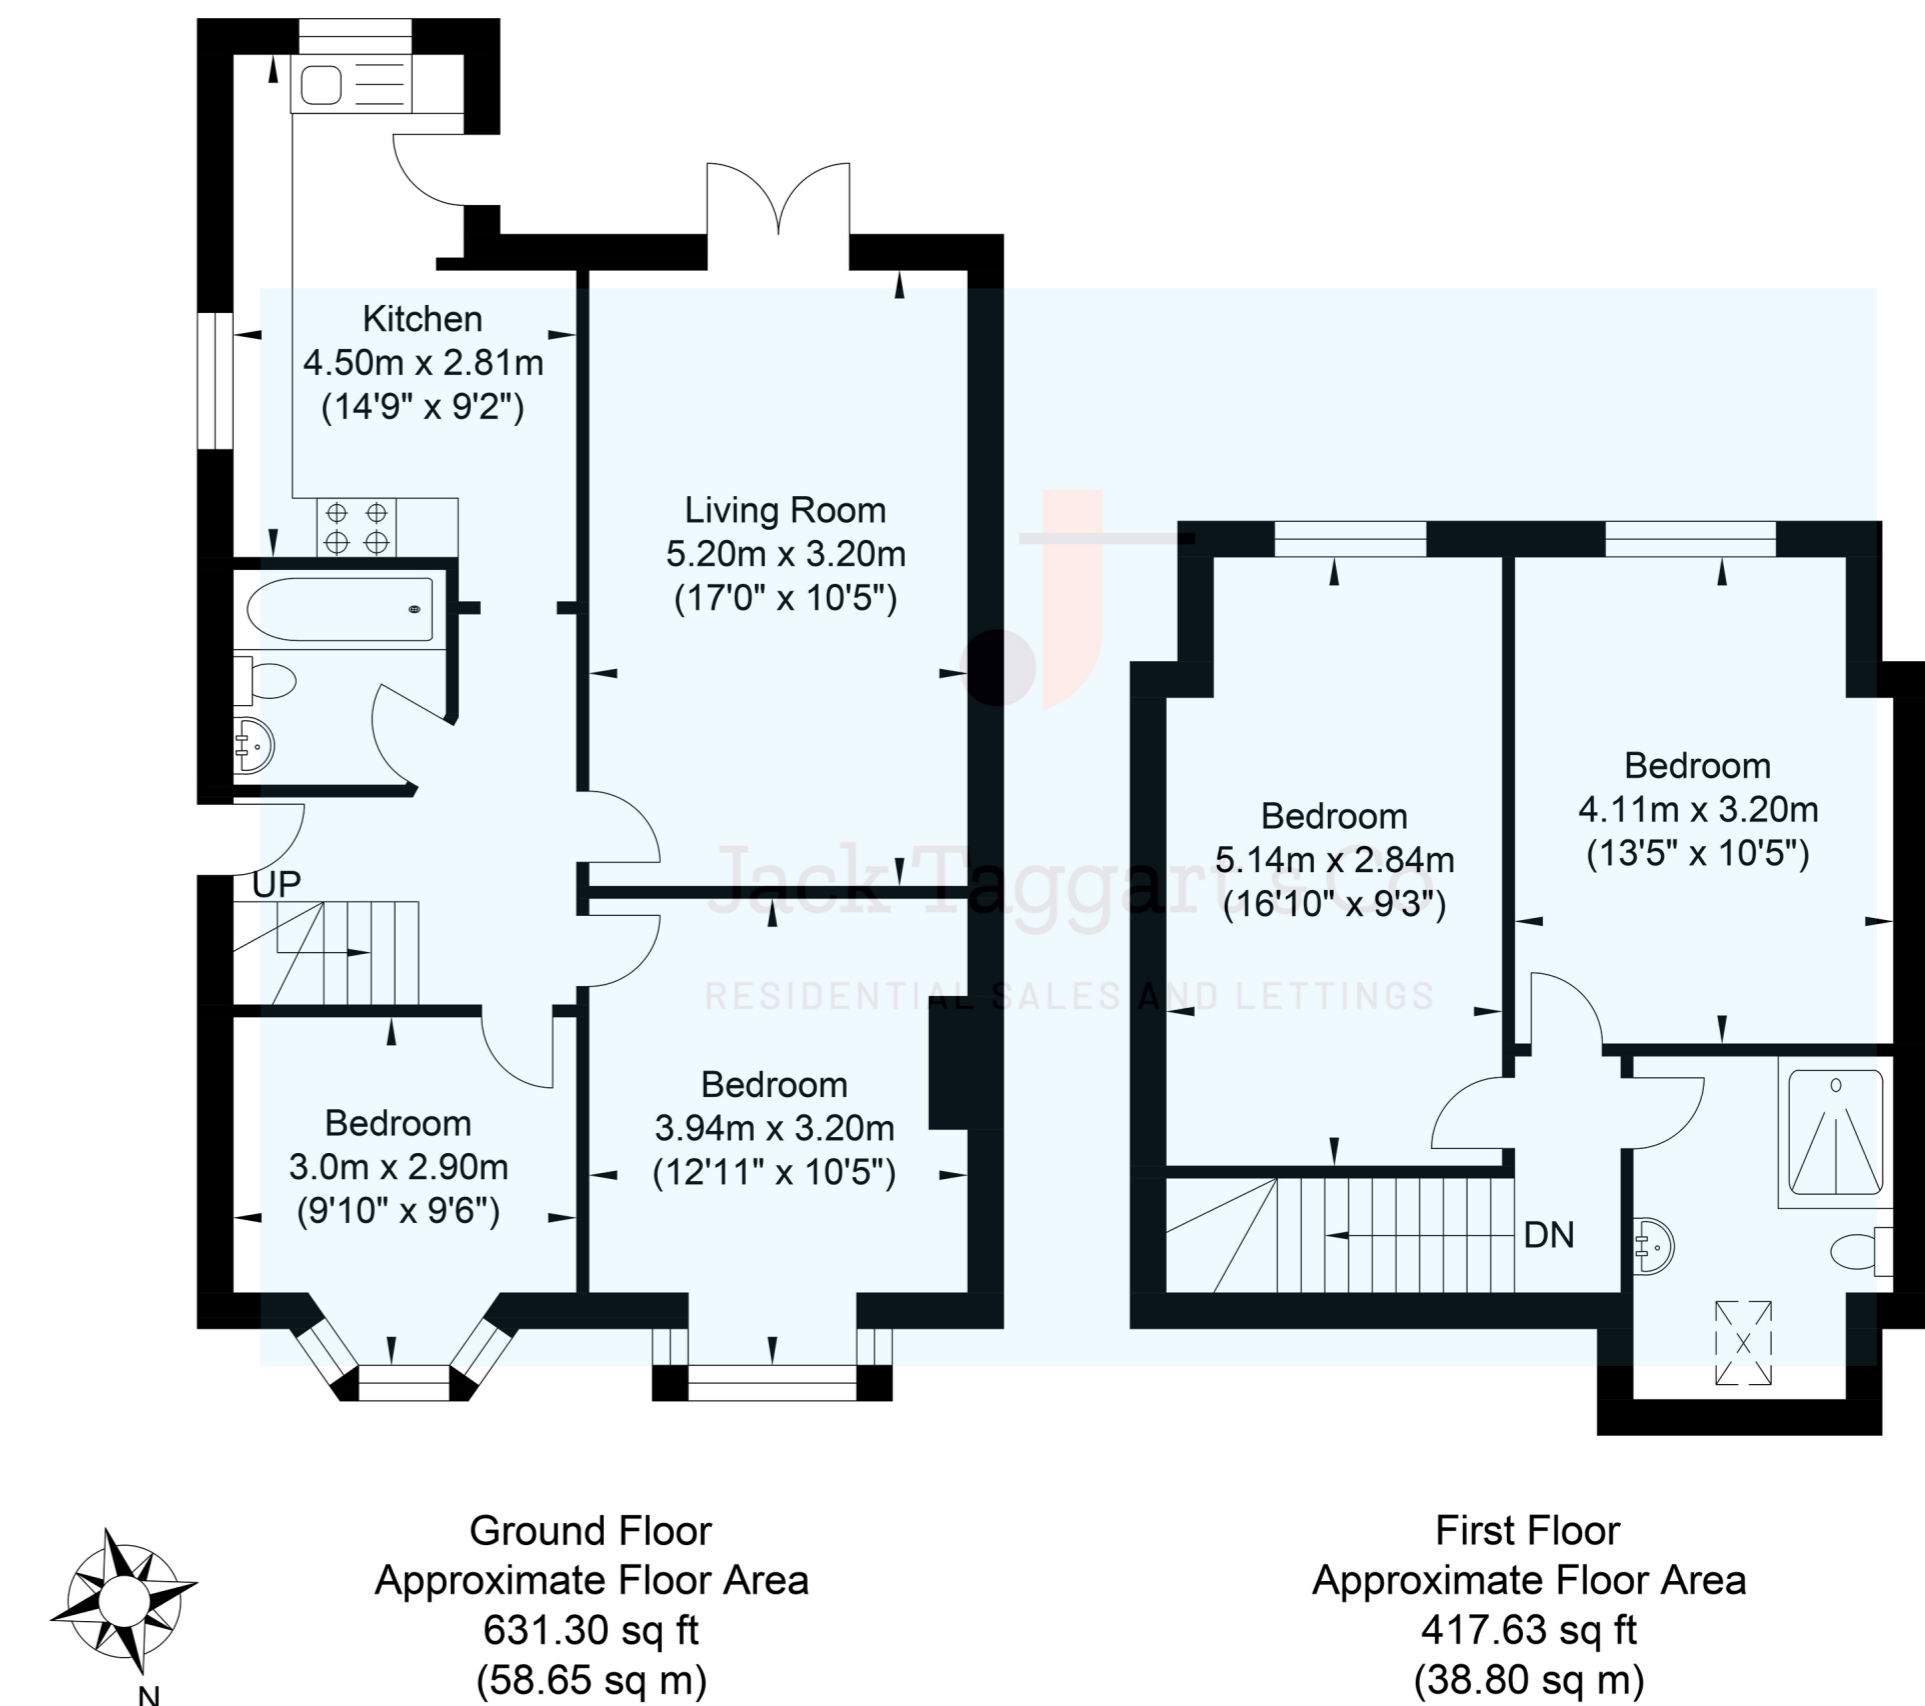 Kitchen
4.50m x 2.81m
(14'9" x 9'2")
Living Room
5.20m x 3.20m
(17'0" x 10'5")
UP
Bedroom
3.0m x 2.90m
(9'10" x 9'6")
Bedroom
3.94m x 3.20m
(12'11" x 10'5")
Bedroom
5.14m x 2.84m
(16'10" x 9'3")
Bedroom
4.11m x 3.20m
(13'5" x 10'5")
DN
Jack Taggart & Co
RESIDENTIAL SALES AND LETTINGS
N
Ground Floor
Approximate Floor Area
631.30 sq ft
(58.65 sq m)
First Floor
Approximate Floor Area
417.63 sq ft
(38.80 sq m)